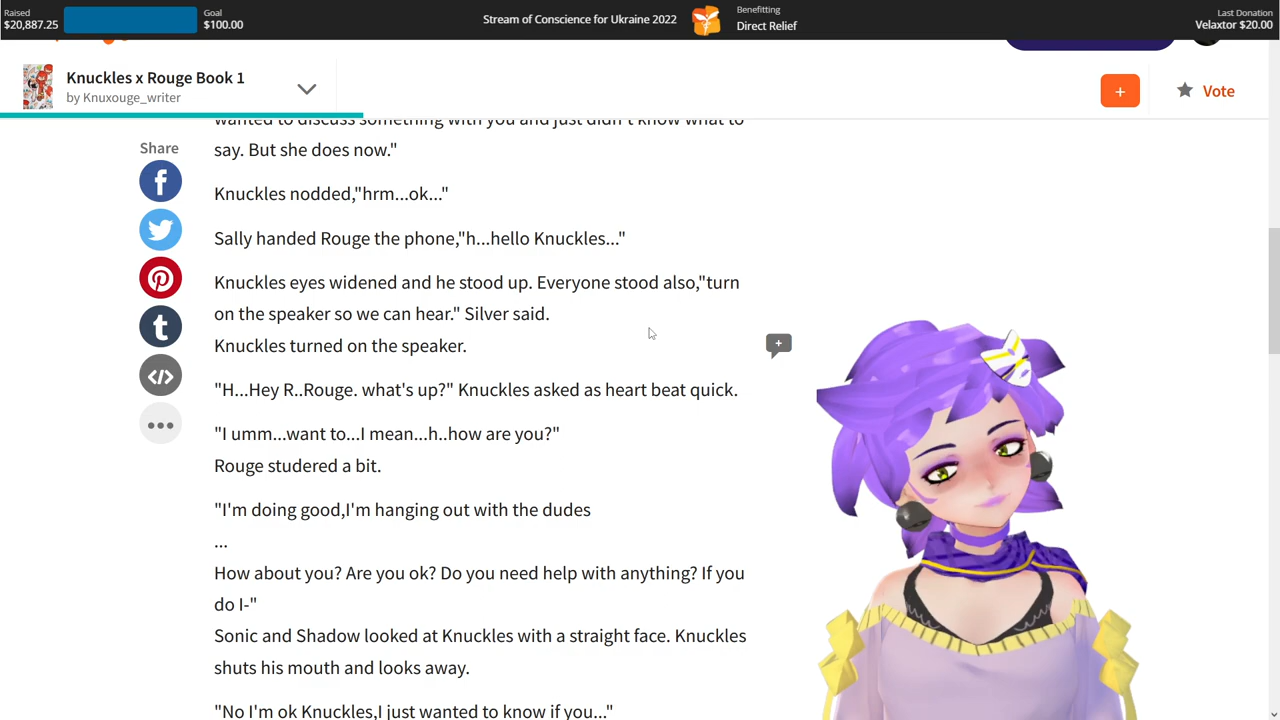 Raised
$20,887.25
Goal
$100.00
Stream of Conscience for Ukraine 2022
Benefitting
Direct Relief
Last Donation
Velaxtor $20.00
Knuckles x Rouge Book 1
by Knuxouge_writer
+
Vote
Share
wanted to discuss something with you and just didn't know what to
say. But she does now."
Knuckles nodded,"hrm...ok..."
Sally handed Rouge the phone,"h...hello Knuckles..."
Knuckles eyes widened and he stood up. Everyone stood also,"turn
on the speaker so we can hear." Silver said.
Knuckles turned on the speaker.
+
"H...Hey R..Rouge. what's up?" Knuckles asked as heart beat quick.
"I umm...want to...I mean...h..how are you?"
Rouge studered a bit.
"I'm doing good,I'm hanging out with the dudes
...
How about you? Are you ok? Do you need help with anything? If you
do I-"
Sonic and Shadow looked at Knuckles with a straight face. Knuckles
shuts his mouth and looks away.
"No I'm ok Knuckles,I just wanted to know if you..."